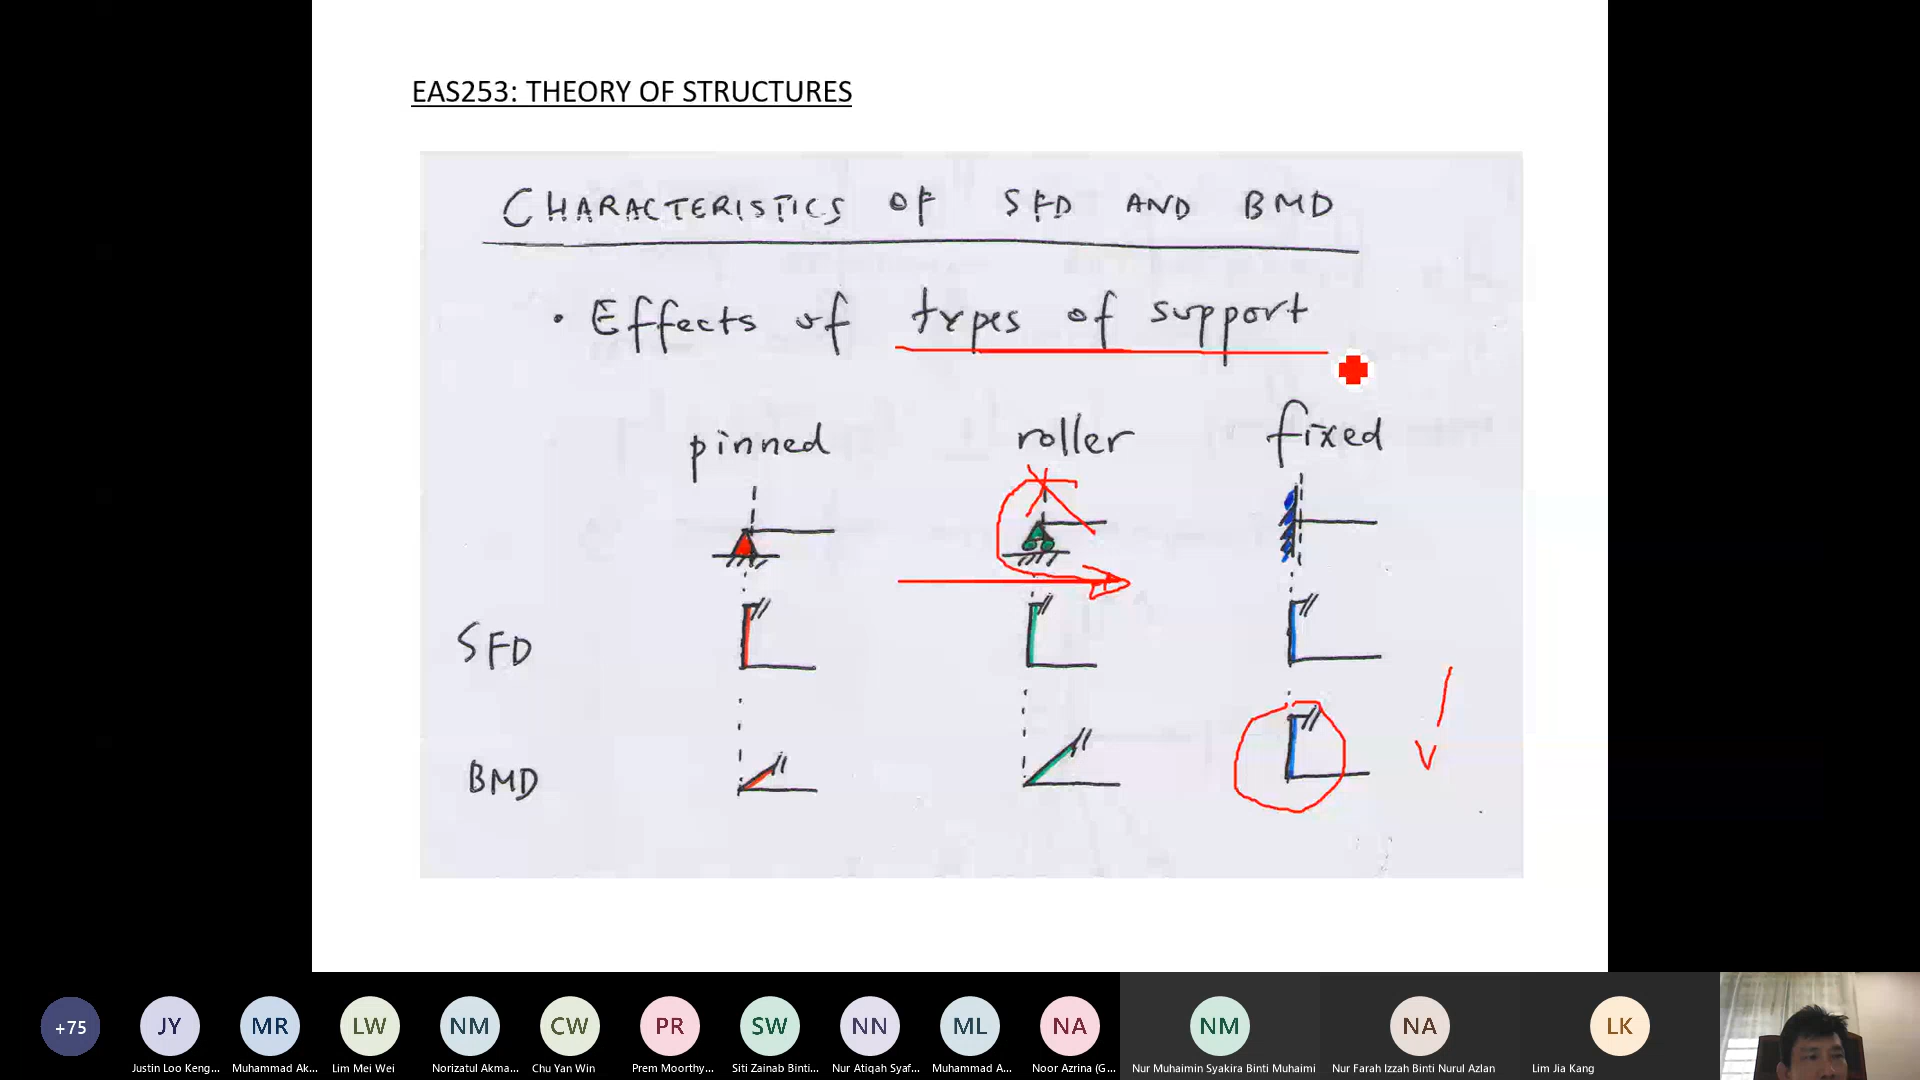 EAS253: THEORY OF STRUCTURES
CHARACTERISTICS OF SFD AND BMD
• Effects of types of support
pinned roller fixed
SFD
BMD
+75 JY MR LW NM CW PR SW NN ML NA NM NA LK
Justin Loo Keng... Muhammad Ak... Lim Mei Wei Norizatul Akma... Chu Yan Win Prem Moorthy... Siti Zainab Binti... Nur Atiqah Syaf... Muhammad A... Noor Azrina (G... Nur Muhaimin Syakira Binti Muhaimi Nur Farah Izzah Binti Nurul Azlan Lim Jia Kang